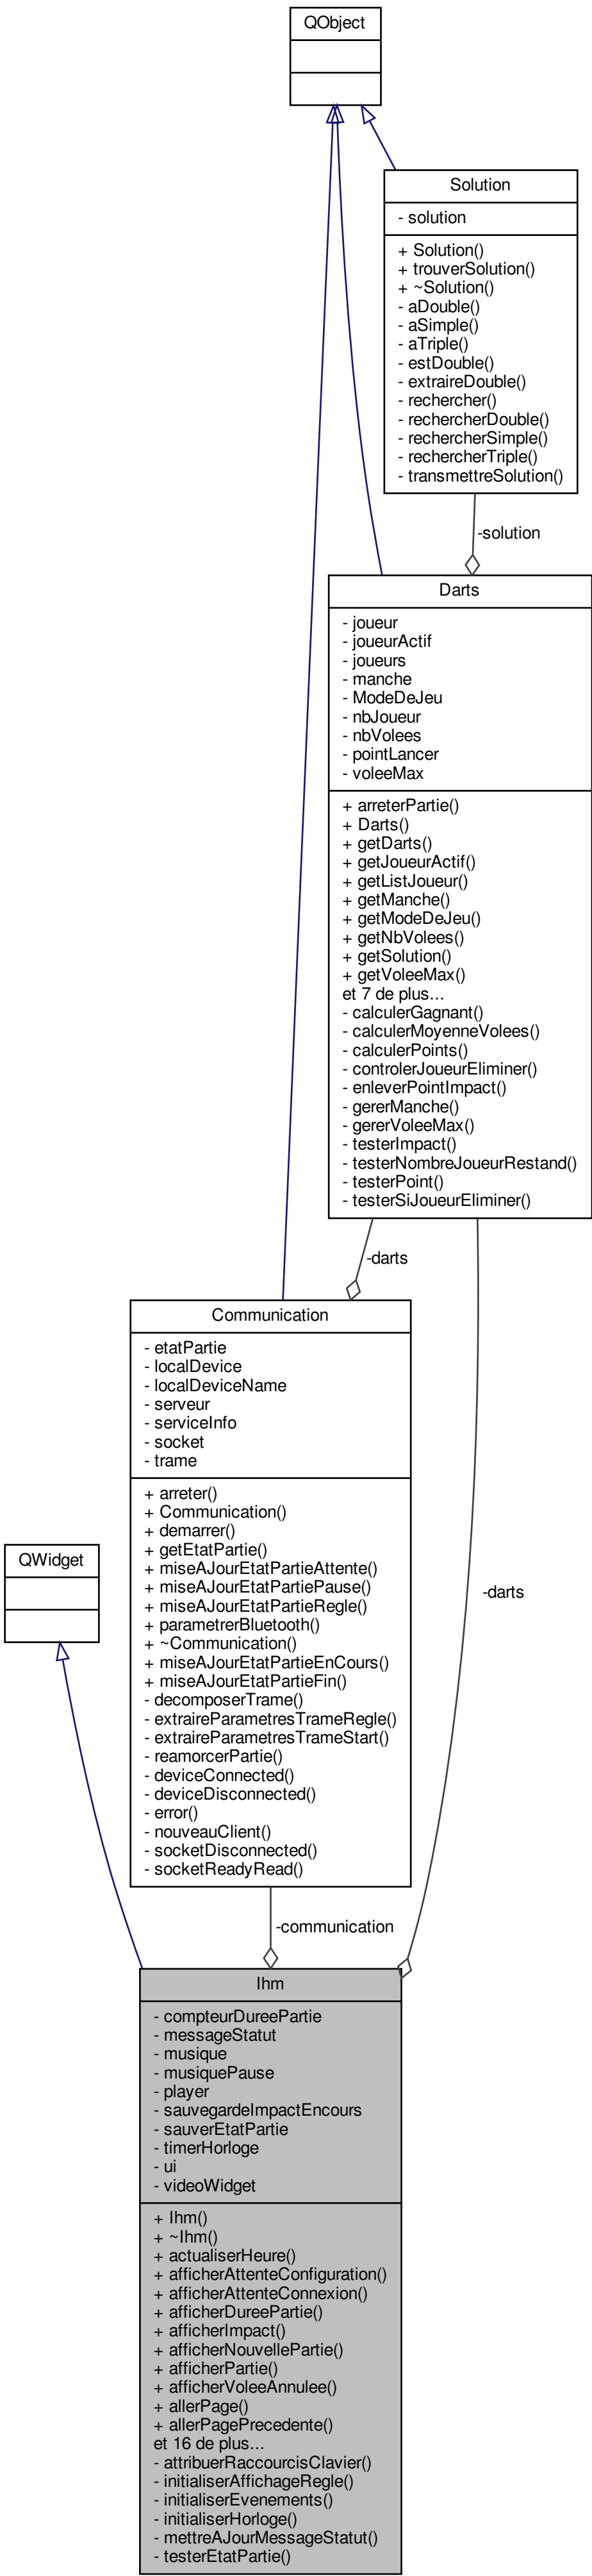 QObject
Solution
- solution
+ Solution()
+ trouverSolution()
+ ~Solution()
- aDouble()
- aSimple()
- aTriple()
- estDouble()
- extraireDouble()
- rechercher()
- rechercherDouble()
- rechercherSimple()
- rechercherTriple()
- transmettreSolution()
-solution
Darts
- joueur
- joueurActif
- joueurs
- manche
- ModeDeJeu
- nbJoueur
- nbVolees
- pointLancer
- voleeMax
+ arreterPartie()
+ Darts()
+ getDarts()
+ getJoueurActif()
+ getListJoueur()
+ getManche()
+ getModeDeJeu()
+ getNbVolees()
+ getSolution()
+ getVoleeMax()
et 7 de plus...
- calculerGagnant()
- calculerMoyenneVolees()
- calculerPoints()
- controlerJoueurEliminer()
- enleverPointImpact()
- gererManche()
- gererVoleeMax()
- testerImpact()
- testerNombreJoueurRestand()
- testerPoint()
- testerSiJoueurEliminer()
-darts
Communication
- etatPartie
- localDevice
- localDeviceName
- serveur
- serviceInfo
- socket
- trame
+ arreter()
+ Communication()
+ demarrer()
+ getEtatPartie()
+ miseAJourEtatPartieAttente()
+ miseAJourEtatPartiePause()
+ miseAJourEtatPartieRegle()
+ parametrerBluetooth()
+ ~Communication()
+ miseAJourEtatPartieEnCours()
+ miseAJourEtatPartieFin()
- decomposerTrame()
- extraireParametresTrameRegle()
- extraireParametresTrameStart()
- reamorcerPartie()
- deviceConnected()
- deviceDisconnected()
- error()
- nouveauClient()
- socketDisconnected()
- socketReadyRead()
QWidget
-darts
-communication
Ihm
- compteurDureePartie
- messageStatut
- musique
- musiquePause
- player
- sauvegardeImpactEncours
- sauverEtatPartie
- timerHorloge
- ui
- videoWidget
+ Ihm()
+ ~Ihm()
+ actualiserHeure()
+ afficherAttenteConfiguration()
+ afficherAttenteConnexion()
+ afficherDureePartie()
+ afficherImpact()
+ afficherNouvellePartie()
+ afficherPartie()
+ afficherVoleeAnnulee()
+ allerPage()
+ allerPagePrecedente()
et 16 de plus...
- attribuerRaccourcisClavier()
- initialiserAffichageRegle()
- initialiserEvenements()
- initialiserHorloge()
- mettreAJourMessageStatut()
- testerEtatPartie()